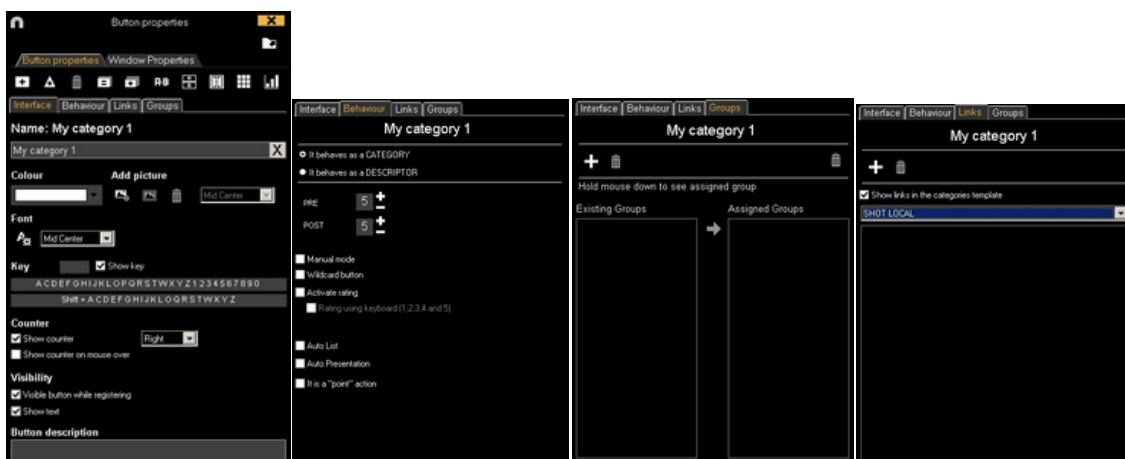 Button properties
X
Button properties Window Properties
A·B
Interface Behaviour Links Groups
Name: My category 1
My category 1 X
Colour Add picture
Mid Center
Font
Mid Center
Key Show key
A C D E F G H I J K L O P Q R S T W X Y Z 1 2 3 4 5 6 7 8 9 0
Shift + A C D E F G H I J K L O Q R S T W X Y Z
Counter
Show counter Right
Show counter on mouse over
Visibility
Visible button while registering
Show text
Button description
Interface Behaviour Links Groups
My category 1
It behaves as a CATEGORY
It behaves as a DESCRIPTOR
PRE 5
POST 5
Manual mode
Wildcard button
Activate rating
Rating using keyboard (1,2,3,4 and 5)
Auto List
Auto Presentation
It is a "point" action
Interface Behaviour Links Groups
My category 1
Hold mouse down to see assigned group
Existing Groups Assigned Groups
Interface Behaviour Links Groups
My category 1
Show links in the categories template
SHOT LOCAL